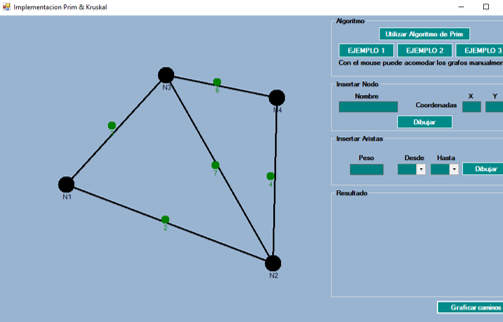 Implementacion Prim & Kruskal
Algoritmo
Utilizar Algoritmo de Prim
EJEMPLO 1 EJEMPLO 2 EJEMPLO 3
Con el mouse puede acomodar los grafos manualmen
Insertar Nodo
Nombre X Y
Coordenadas
Dibujar
Insertar Aristas
Peso Desde Hasta
Dibujar
Resultado
Graficar caminos
N3
6
N4
7
4
N1
2
N2